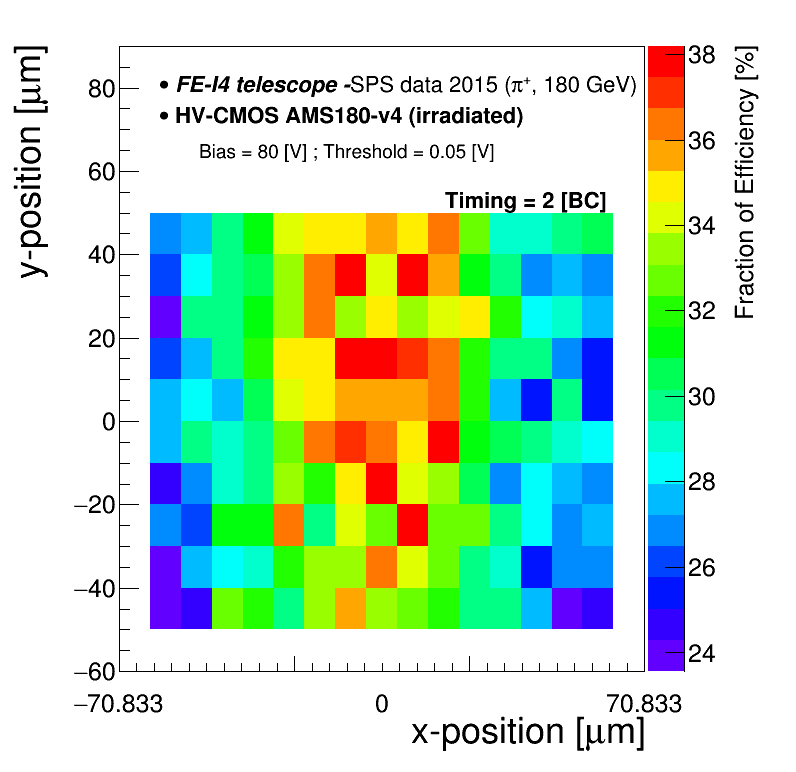 • FE-I4 telescope -SPS data 2015 (π⁺, 180 GeV)
• HV-CMOS AMS180-v4 (irradiated)
Bias = 80 [V] ; Threshold = 0.05 [V]
Timing = 2 [BC]
y-position [μm]
80
60
40
20
0
−20
−40
−60
−70.833
0
70.833
x-position [μm]
38
36
34
32
30
28
26
24
Fraction of Efficiency [%]